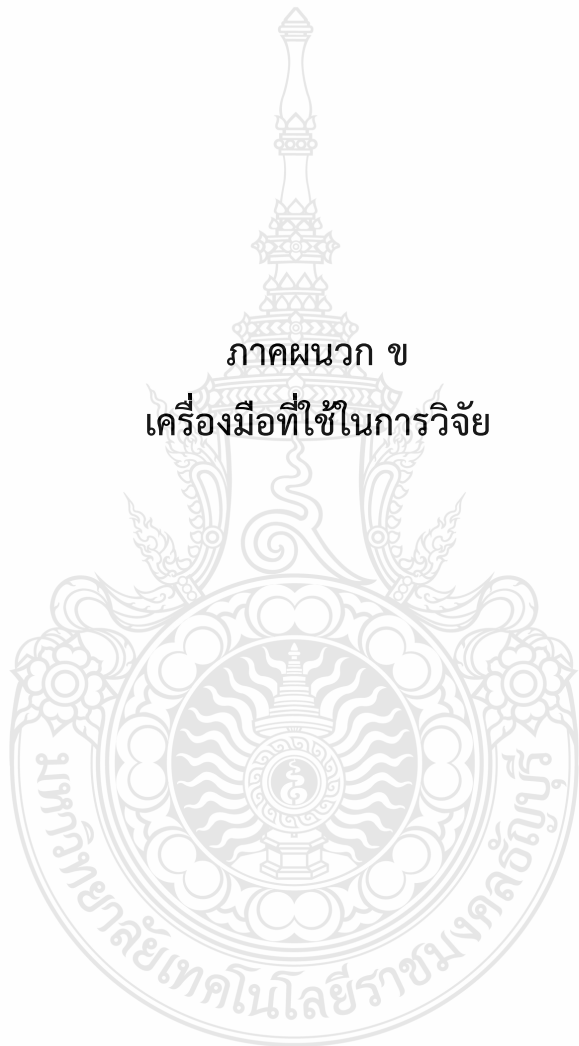 ภาคผนวก ข
เครื่องมือที่ใช้ในการวิจัย
มหาวิทยาลัยเทคโนโลยีราชมงคลธัญบุรี